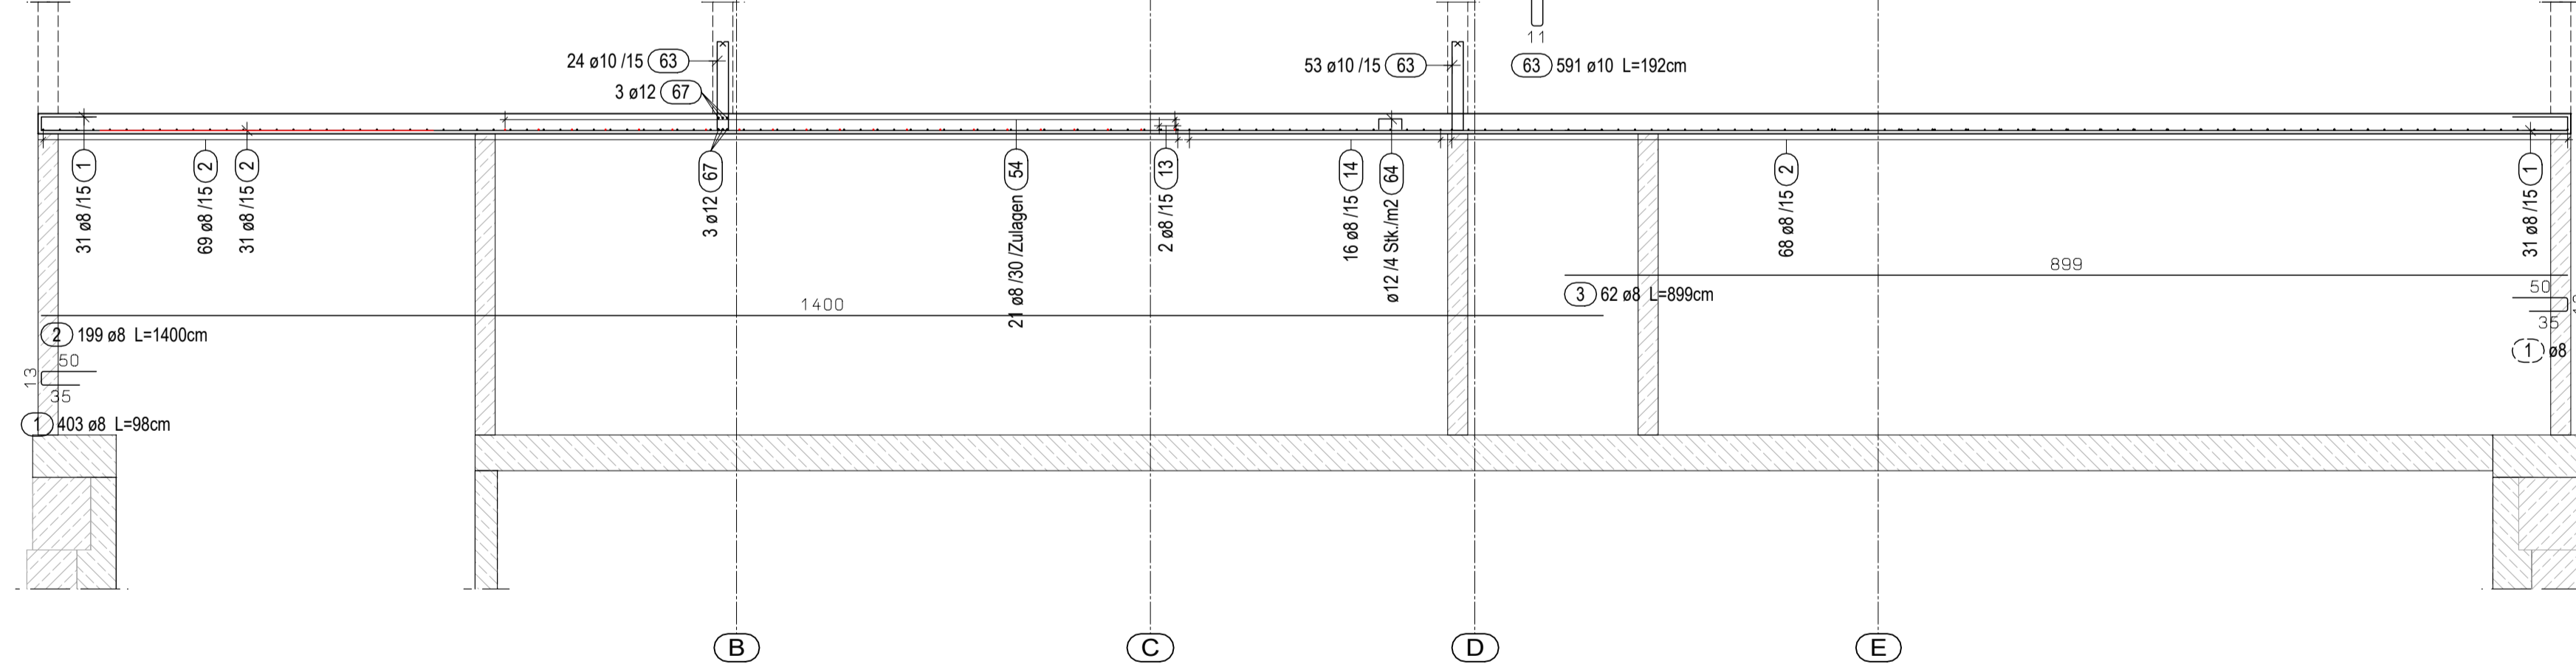 11
24 ø10 /15 63
53 ø10 /15 63
63 591 ø10 L=192cm
3 ø12 67
31 ø8 /15 1
69 ø8 /15 2
31 ø8 /15 2
3 ø12 67
21 ø8 /30 /Zulagen 54
2 ø8 /15 13
16 ø8 /15 14
ø12 /4 Stk./m2 64
68 ø8 /15 2
31 ø8 /15 1
899
3 62 ø8 L=899cm
1400
2 199 ø8 L=1400cm
50
13
35
1 403 ø8 L=98cm
50
35
1 ø8
B C D E